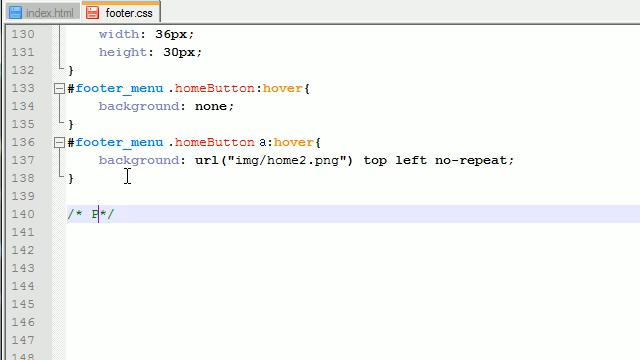 index.html footer.css
130 width: 36px;
131 height: 30px;
132 }
133 #footer_menu .homeButton:hover{
134 background: none;
135 }
136 #footer_menu .homeButton a:hover{
137 background: url("img/home2.png") top left no-repeat;
138 }
139
140 /* P*/
141
142
143
144
145
146
147
148